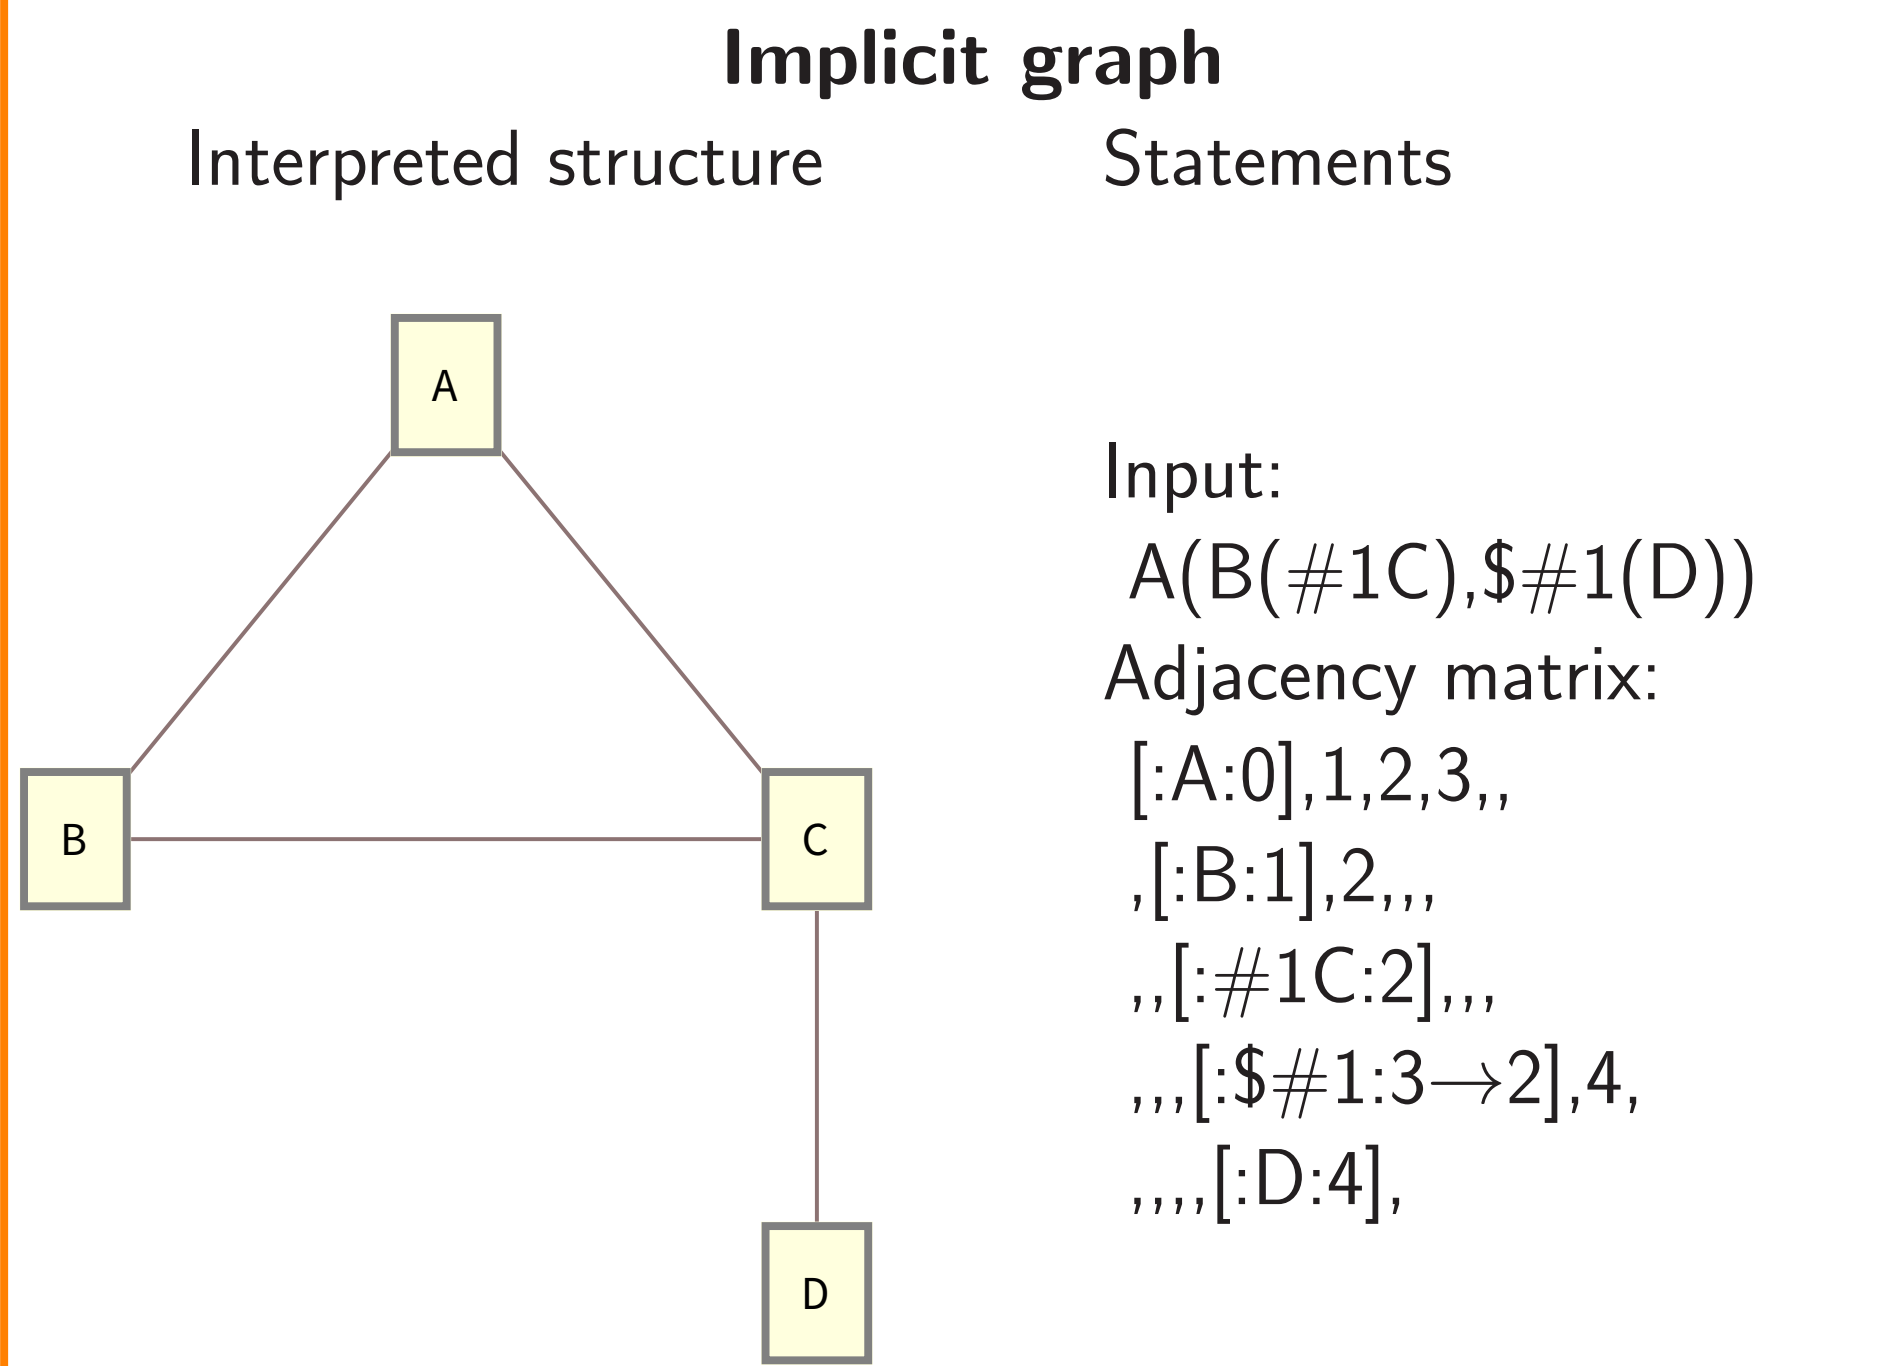 Implicit graph
Interpreted structure
A
B
C
D
Statements
Input:
A(B(#1C),$#1(D))
Adjacency matrix:
[:A:0],1,2,3,,
,[:B:1],2,,,
,,[:#1C:2],,,
,,,[:$#1:3→2],4,
,,,,[:D:4],